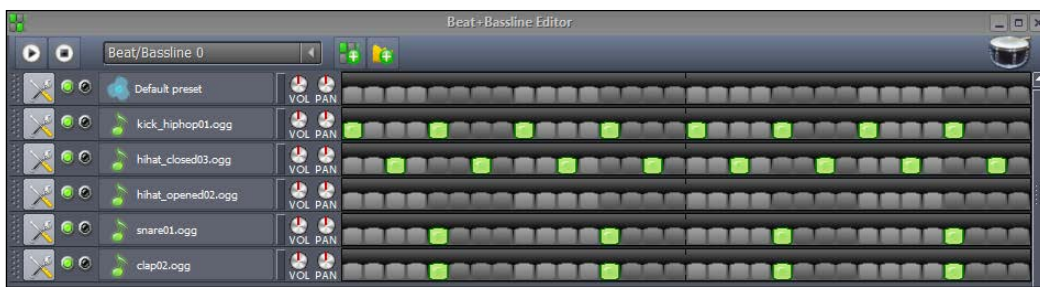 Beat+Bassline Editor
Beat/Bassline 0
Default preset
VOL PAN
kick_hiphop01.ogg
VOL PAN
hihat_closed03.ogg
VOL PAN
hihat_opened02.ogg
VOL PAN
snare01.ogg
VOL PAN
clap02.ogg
VOL PAN